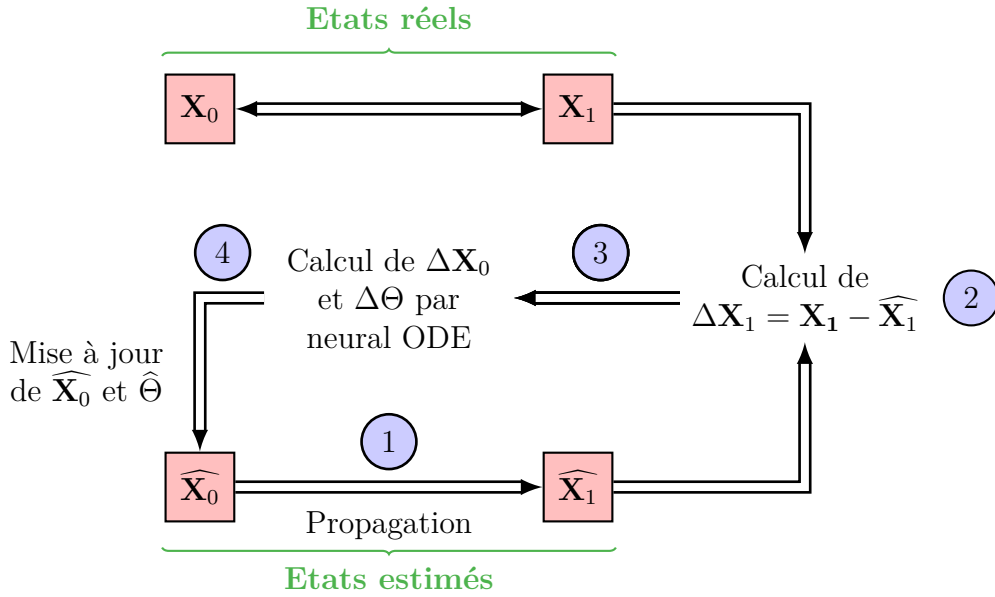 Etats réels
X₀
X₁
4
Calcul de ΔX₀
et ΔΘ par
neural ODE
3
Calcul de
ΔX₁ = X₁ − X̂₁
2
Mise à jour
de X̂₀ et Θ̂
1
X̂₀
X̂₁
Propagation
Etats estimés